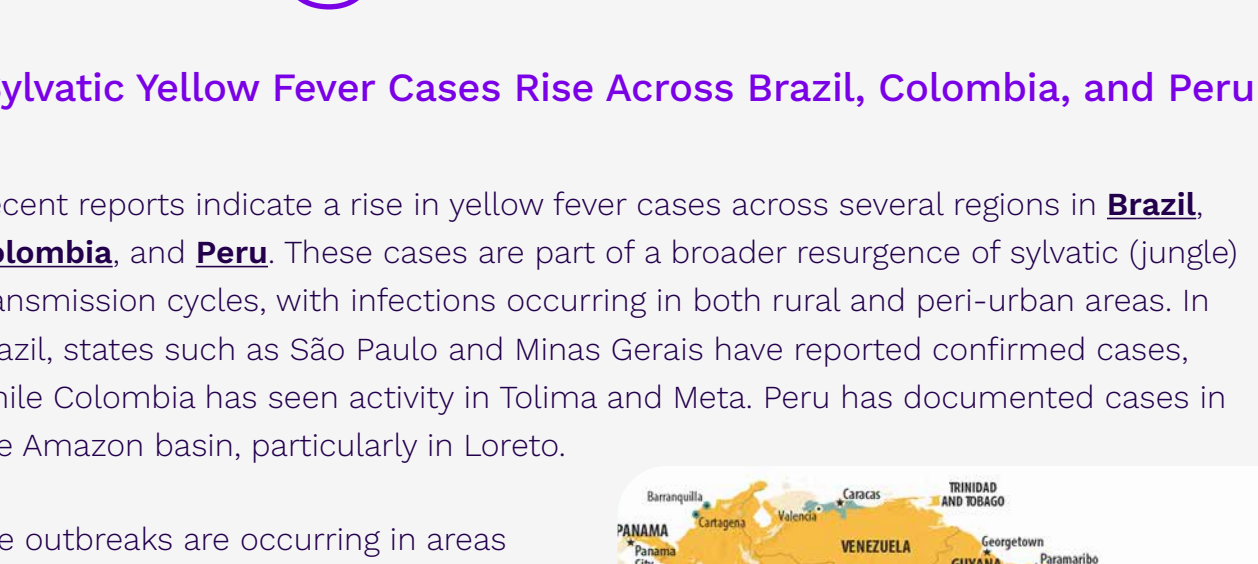 ylvatic Yellow Fever Cases Rise Across Brazil, Colombia, and Peru
ecent reports indicate a rise in yellow fever cases across several regions in Brazil,
olombia, and Peru. These cases are part of a broader resurgence of sylvatic (jungle)
ansmission cycles, with infections occurring in both rural and peri-urban areas. In
azil, states such as São Paulo and Minas Gerais have reported confirmed cases,
hile Colombia has seen activity in Tolima and Meta. Peru has documented cases in
e Amazon basin, particularly in Loreto.
e outbreaks are occurring in areas
Barranquilla
Caracas
TRINIDAD
AND TOBAGO
Cartagena
Valencia
PANAMA
Panama
City
VENEZUELA
Georgetown
GUYANA
Paramaribo